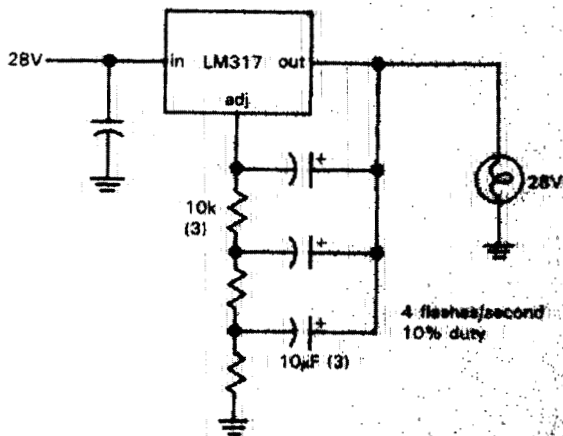 28V
in LM317 out
adj.
10k
(3)
28V
4 flashes/second
10% duty
10µF (3)